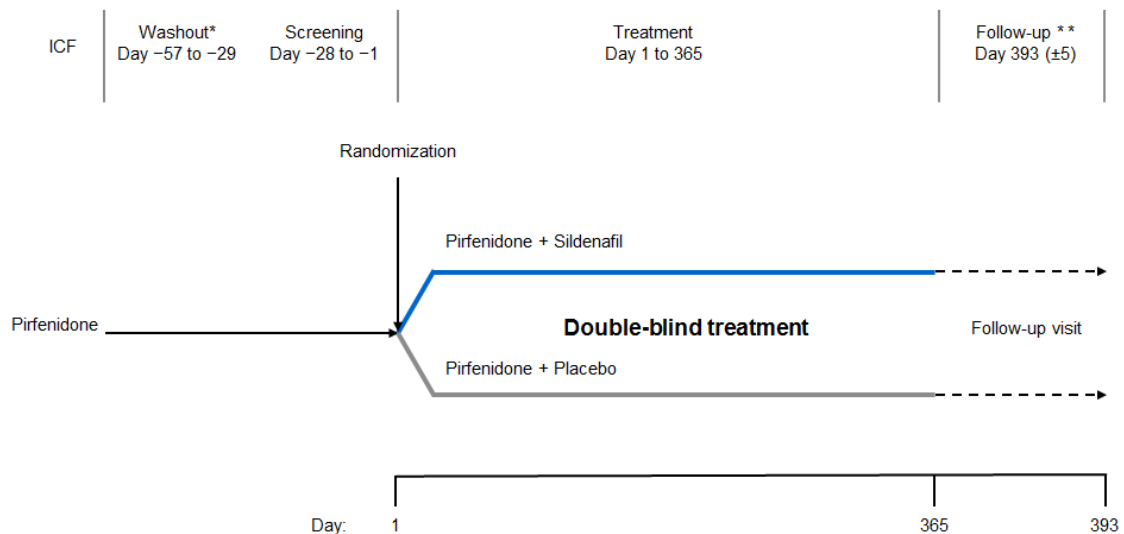 ICF
Washout*
Day −57 to −29
Screening
Day −28 to −1
Treatment
Day 1 to 365
Follow-up **
Day 393 (±5)
Randomization
Pirfenidone + Sildenafil
Pirfenidone
Double-blind treatment
Follow-up visit
Pirfenidone + Placebo
Day: 1 365 393